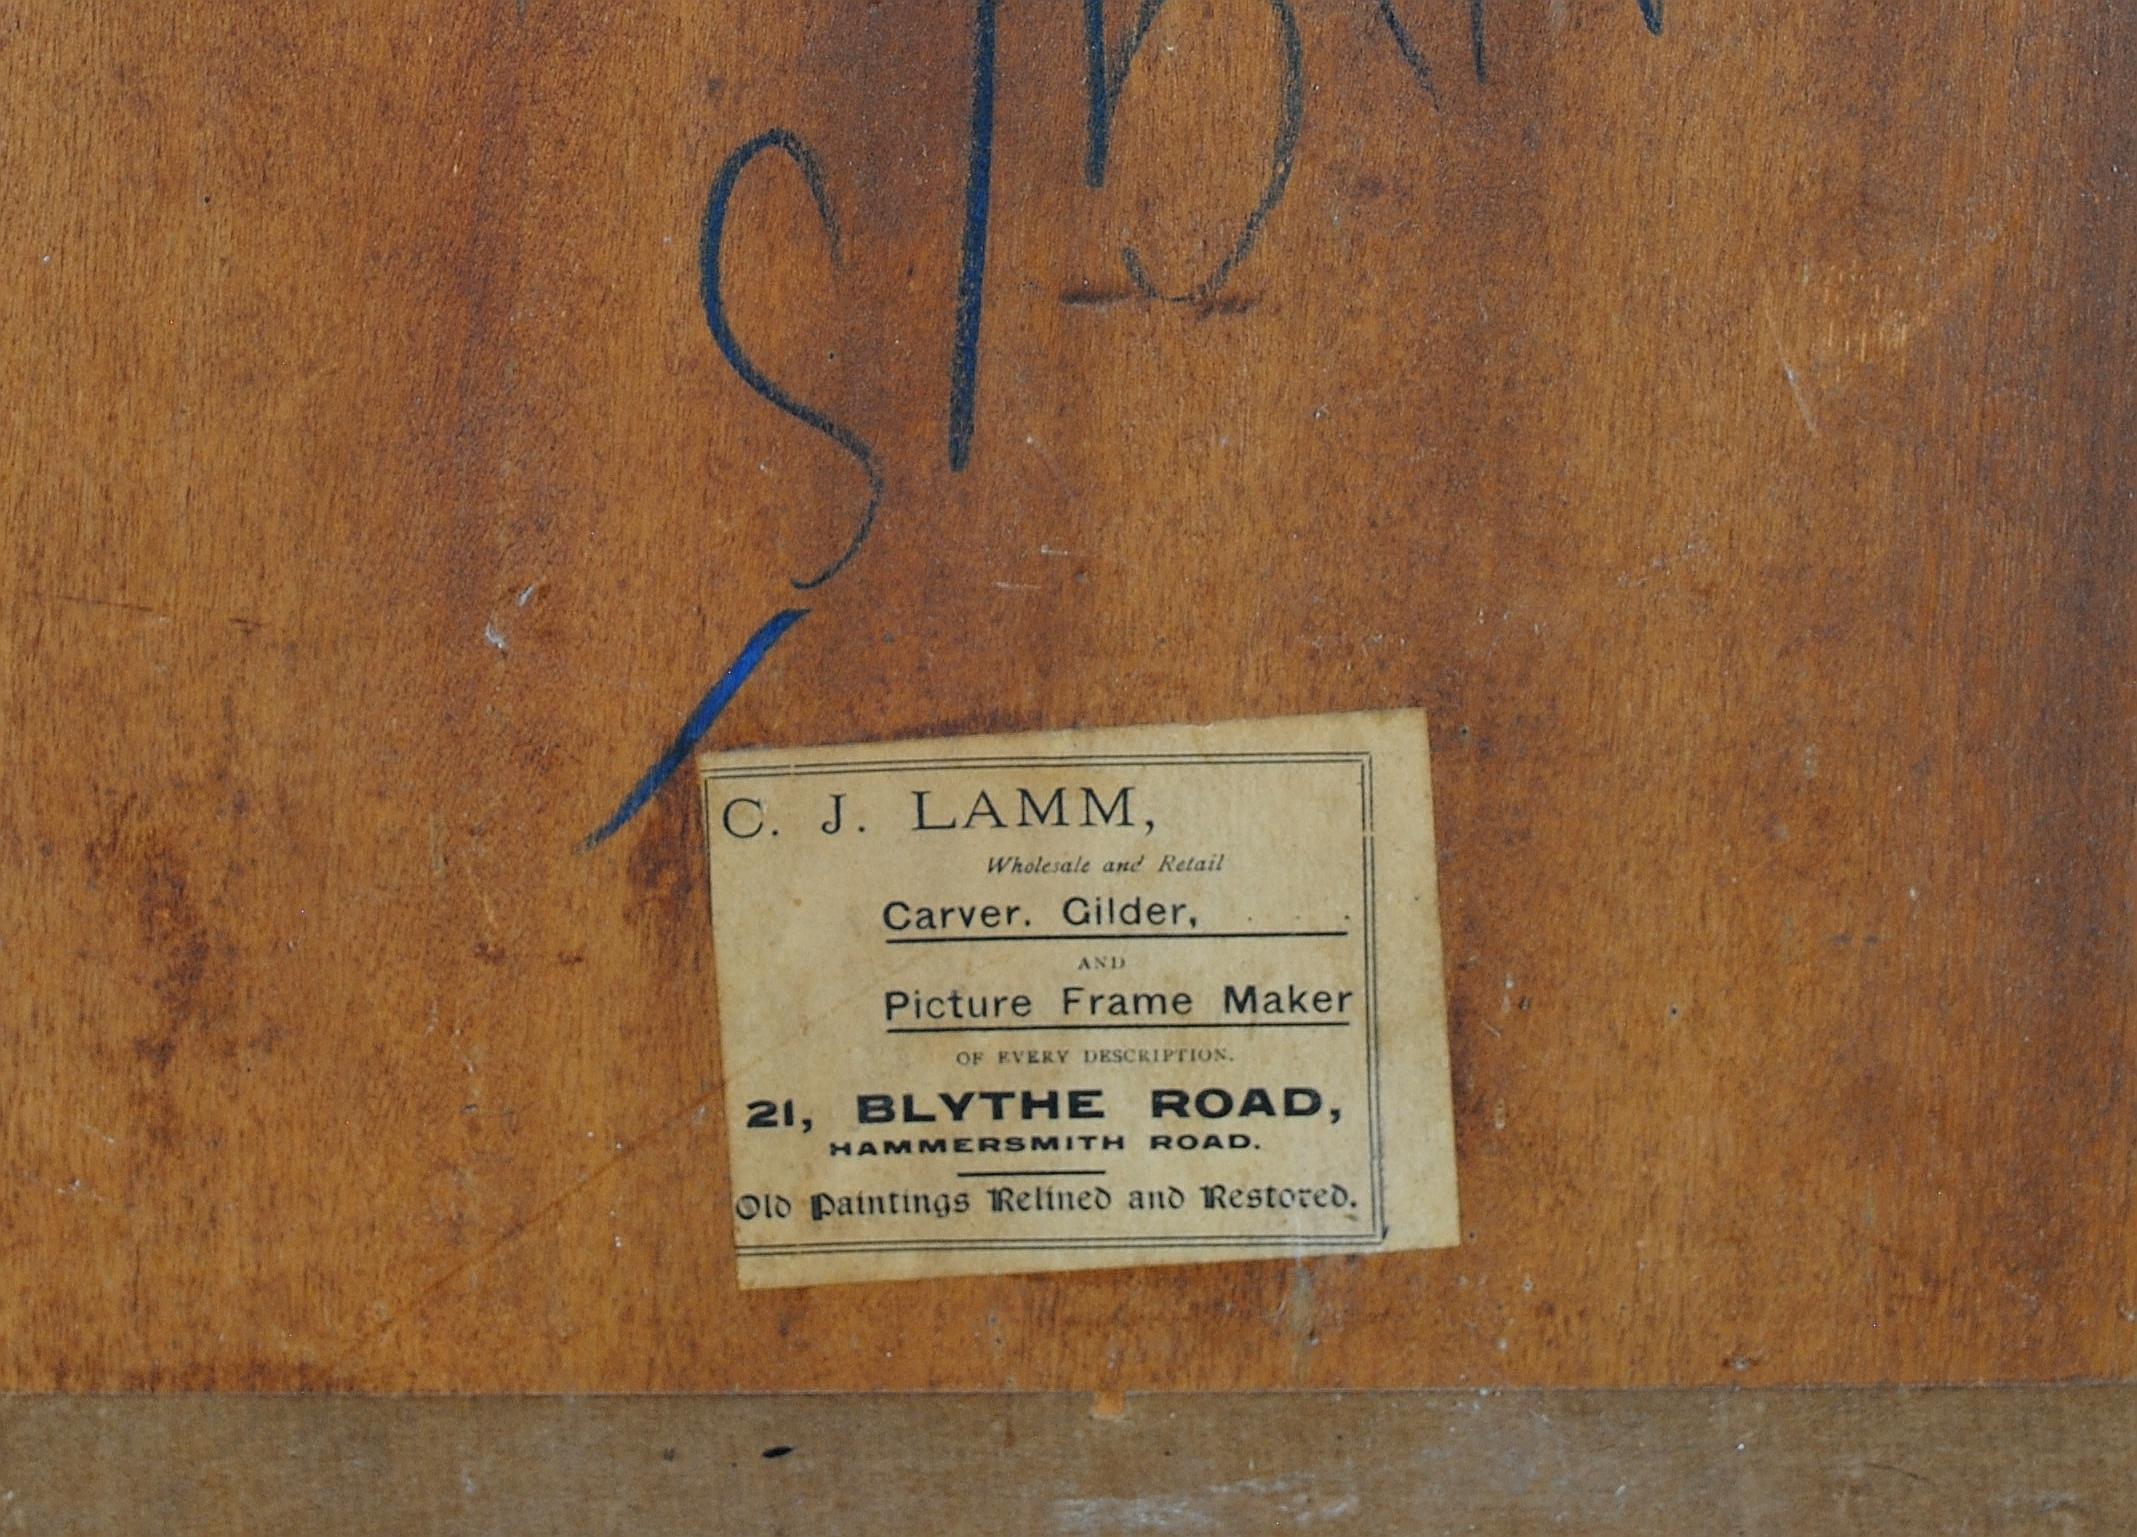 C. J. LAMM,
Wholesale and Retail
Carver. Gilder,
AND
Picture Frame Maker
OF EVERY DESCRIPTION.
21, BLYTHE ROAD,
HAMMERSMITH ROAD.
Old Paintings Relined and Restored.